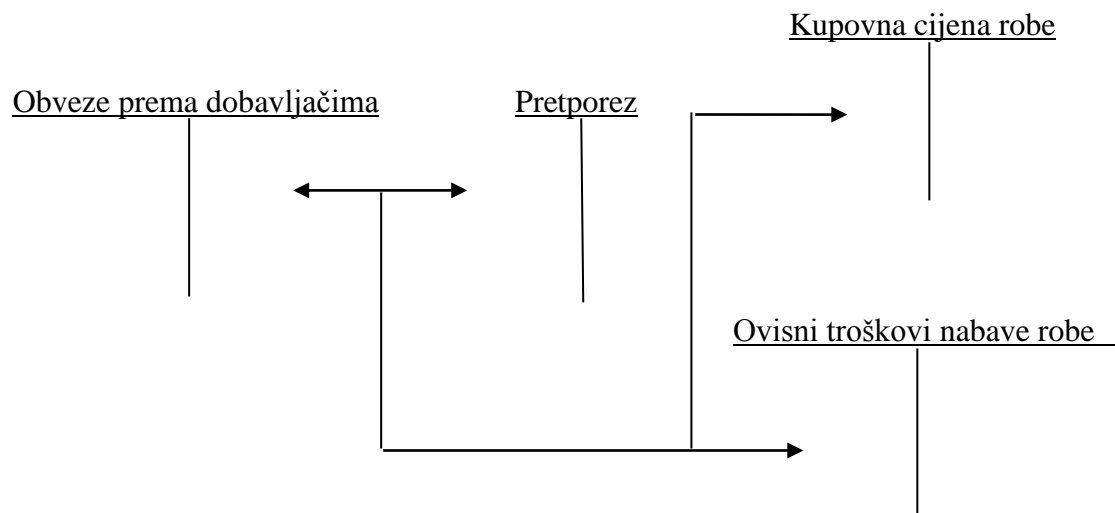 Kupovna cijena robe
Obveze prema dobavljačima
Pretporez
Ovisni troškovi nabave robe